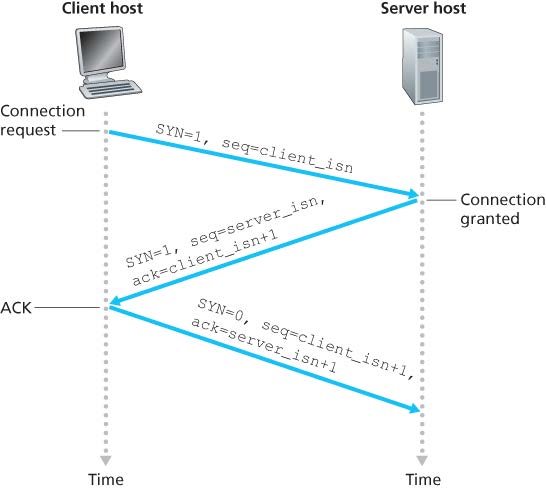 Client host
Server host
Connection
request
SYN=1, seq=client_isn
Connection
granted
SYN=1, seq=server_isn,
ack=client_isn+1
ACK
SYN=0, seq=client_isn+1,
ack=server_isn+1
Time
Time